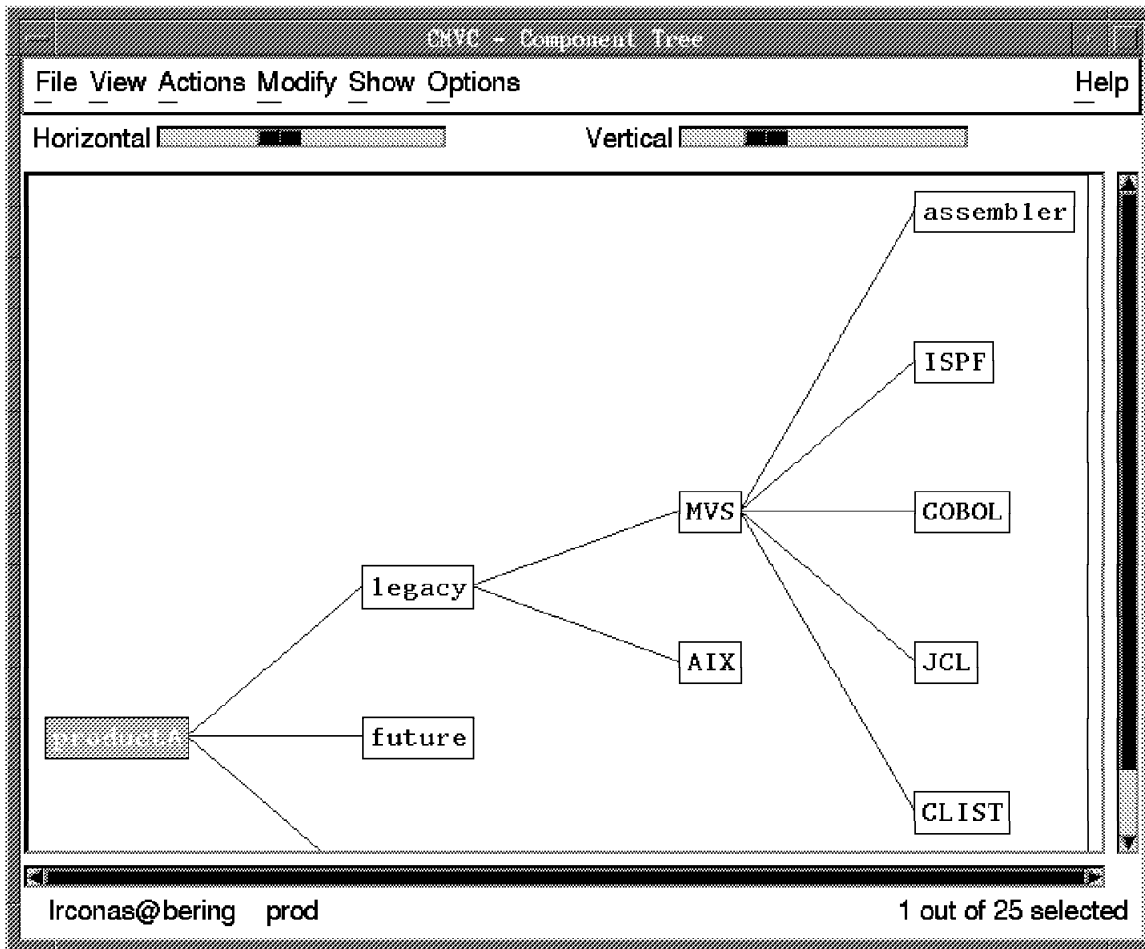 CMVC - Component Tree
File View Actions Modify Show Options Help
Horizontal Vertical
assembler
ISPF
MVS COBOL
legacy
AIX JCL
productA future
CLIST
lrconas@bering prod 1 out of 25 selected